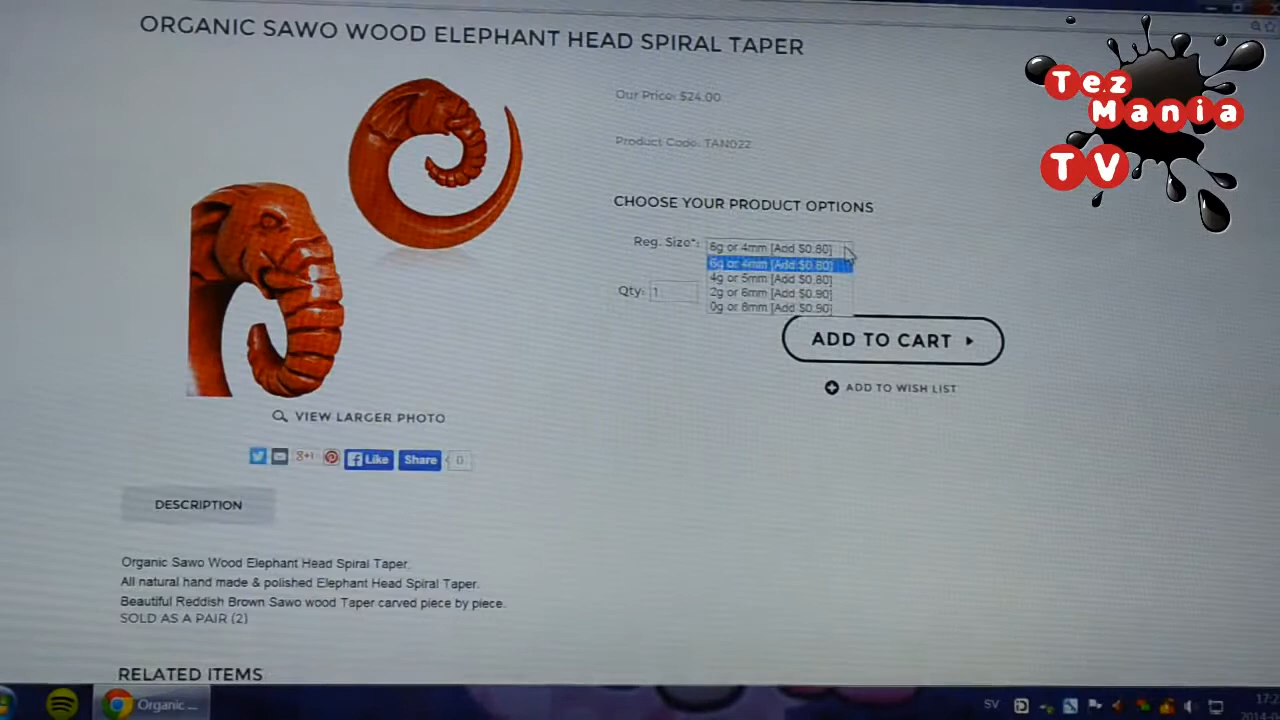 ORGANIC SAWO WOOD ELEPHANT HEAD SPIRAL TAPER
Te.z
Mania
TV
Our Price: $24.00
Product Code: TAN022
CHOOSE YOUR PRODUCT OPTIONS
Reg. Size*:
6g or 4mm [Add $0.80]
6g or 4mm [Add $0.80]
4g or 5mm [Add $0.80]
2g or 6mm [Add $0.90]
0g or 8mm [Add $0.90]
Qty: 1
ADD TO CART
ADD TO WISH LIST
VIEW LARGER PHOTO
g+1
Like
Share
0
DESCRIPTION
Organic Sawo Wood Elephant Head Spiral Taper.
All natural hand made & polished Elephant Head Spiral Taper.
Beautiful Reddish Brown Sawo wood Taper carved piece by piece.
SOLD AS A PAIR (2)
RELATED ITEMS
Organic ...
SV